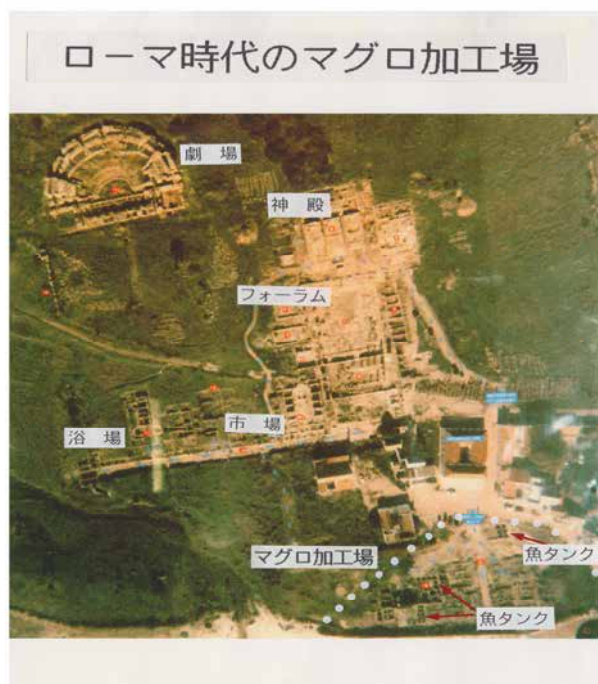 ローマ時代のマグロ加工場
劇 場
神 殿
フォーラム
市 場
浴 場
マグロ加工場
魚タンク
魚タンク